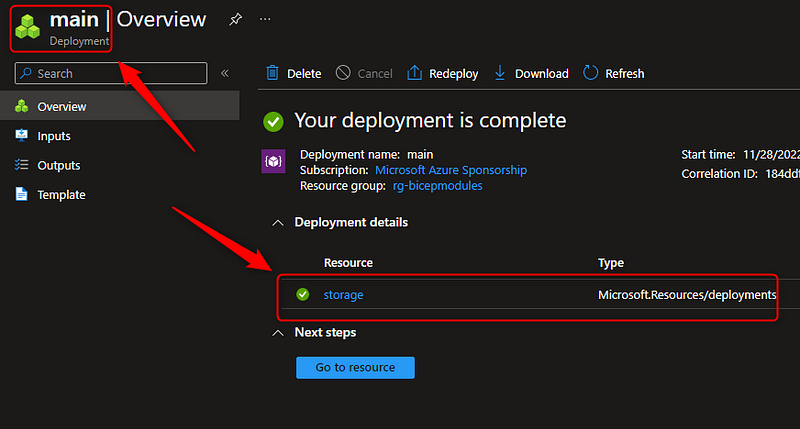 main | Overview
Deployment
Search
Overview
Inputs
Outputs
Template
Delete Cancel Redeploy Download Refresh
Your deployment is complete
Deployment name: main
Subscription: Microsoft Azure Sponsorship
Resource group: rg-bicepmodules
Start time: 11/28/2022
Correlation ID: 184ddf
Deployment details
Resource Type
storage Microsoft.Resources/deployments
Next steps
Go to resource